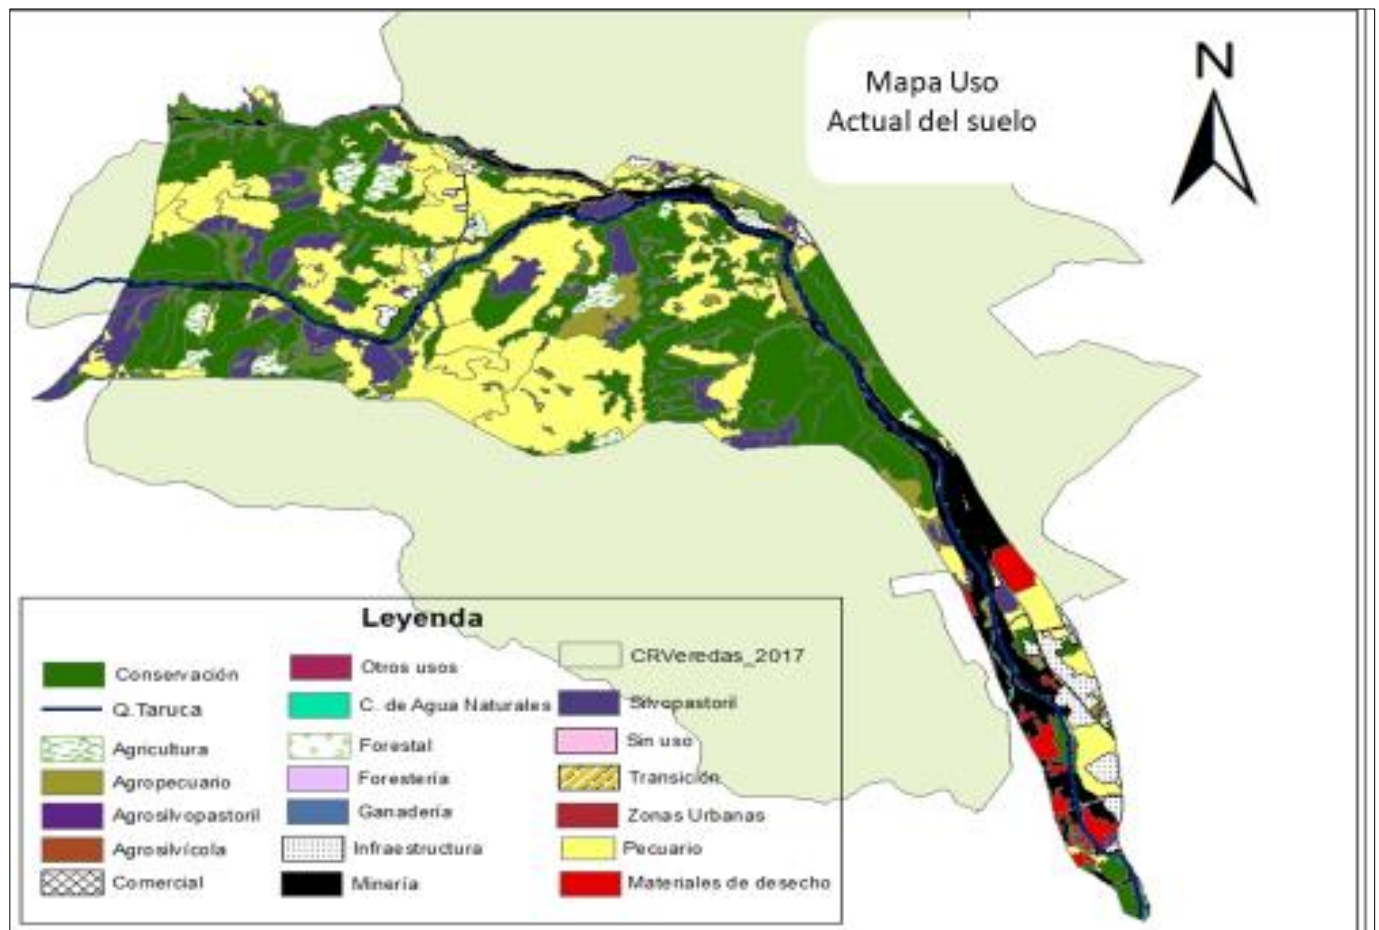 Mapa Uso
Actual del suelo
N
Leyenda
Conservación
Q.Taruca
Agricultura
Agropecuario
Agrosilvopastoril
Agrosilvícola
Comercial
Otros usos
C. de Agua Naturales
Forestal
Forestería
Ganadería
Infraestructura
Minería
CRVeredas_2017
Silvopastoril
Sin uso
Transición
Zonas Urbanas
Pecuario
Materiales de desecho